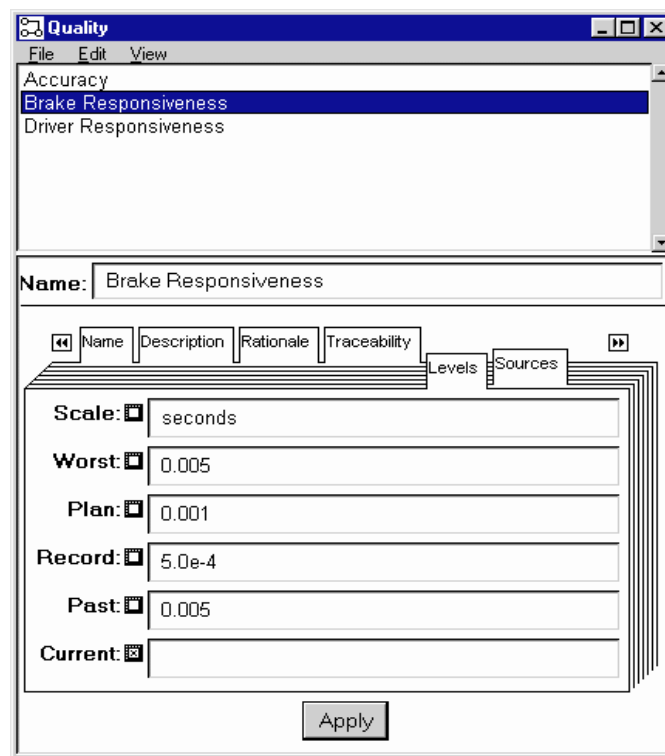 Quality
File Edit View
Accuracy
Brake Responsiveness
Driver Responsiveness
Name: Brake Responsiveness
Name Description Rationale Traceability Levels Sources
Scale: seconds
Worst: 0.005
Plan: 0.001
Record: 5.0e-4
Past: 0.005
Current:
Apply